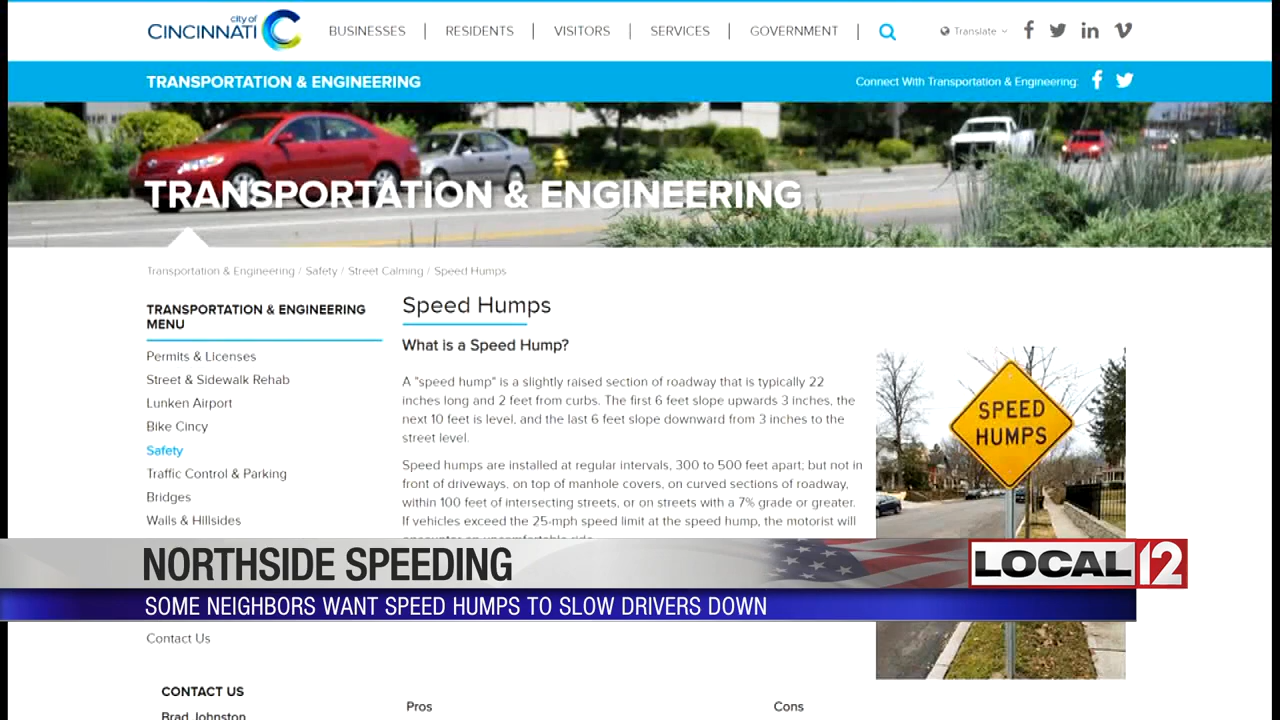 city of
CINCINNATI
BUSINESSES
RESIDENTS
VISITORS
SERVICES
GOVERNMENT
Translate
TRANSPORTATION & ENGINEERING
Connect With Transportation & Engineering:
TRANSPORTATION & ENGINEERING
Transportation & Engineering / Safety / Street Calming / Speed Humps
TRANSPORTATION & ENGINEERING
MENU
Permits & Licenses
Street & Sidewalk Rehab
Lunken Airport
Bike Cincy
Safety
Traffic Control & Parking
Bridges
Walls & Hillsides
Speed Humps
What is a Speed Hump?
A "speed hump" is a slightly raised section of roadway that is typically 22
inches long and 2 feet from curbs. The first 6 feet slope upwards 3 inches, the
next 10 feet is level, and the last 6 feet slope downward from 3 inches to the
street level.
Speed humps are installed at regular intervals, 300 to 500 feet apart; but not in
front of driveways, on top of manhole covers, on curved sections of roadway,
within 100 feet of intersecting streets, or on streets with a 7% grade or greater.
If vehicles exceed the 25-mph speed limit at the speed hump, the motorist will
SPEED
HUMPS
NORTHSIDE SPEEDING
LOCAL 12
SOME NEIGHBORS WANT SPEED HUMPS TO SLOW DRIVERS DOWN
Contact Us
CONTACT US
Brad Johnston
Pros
Cons